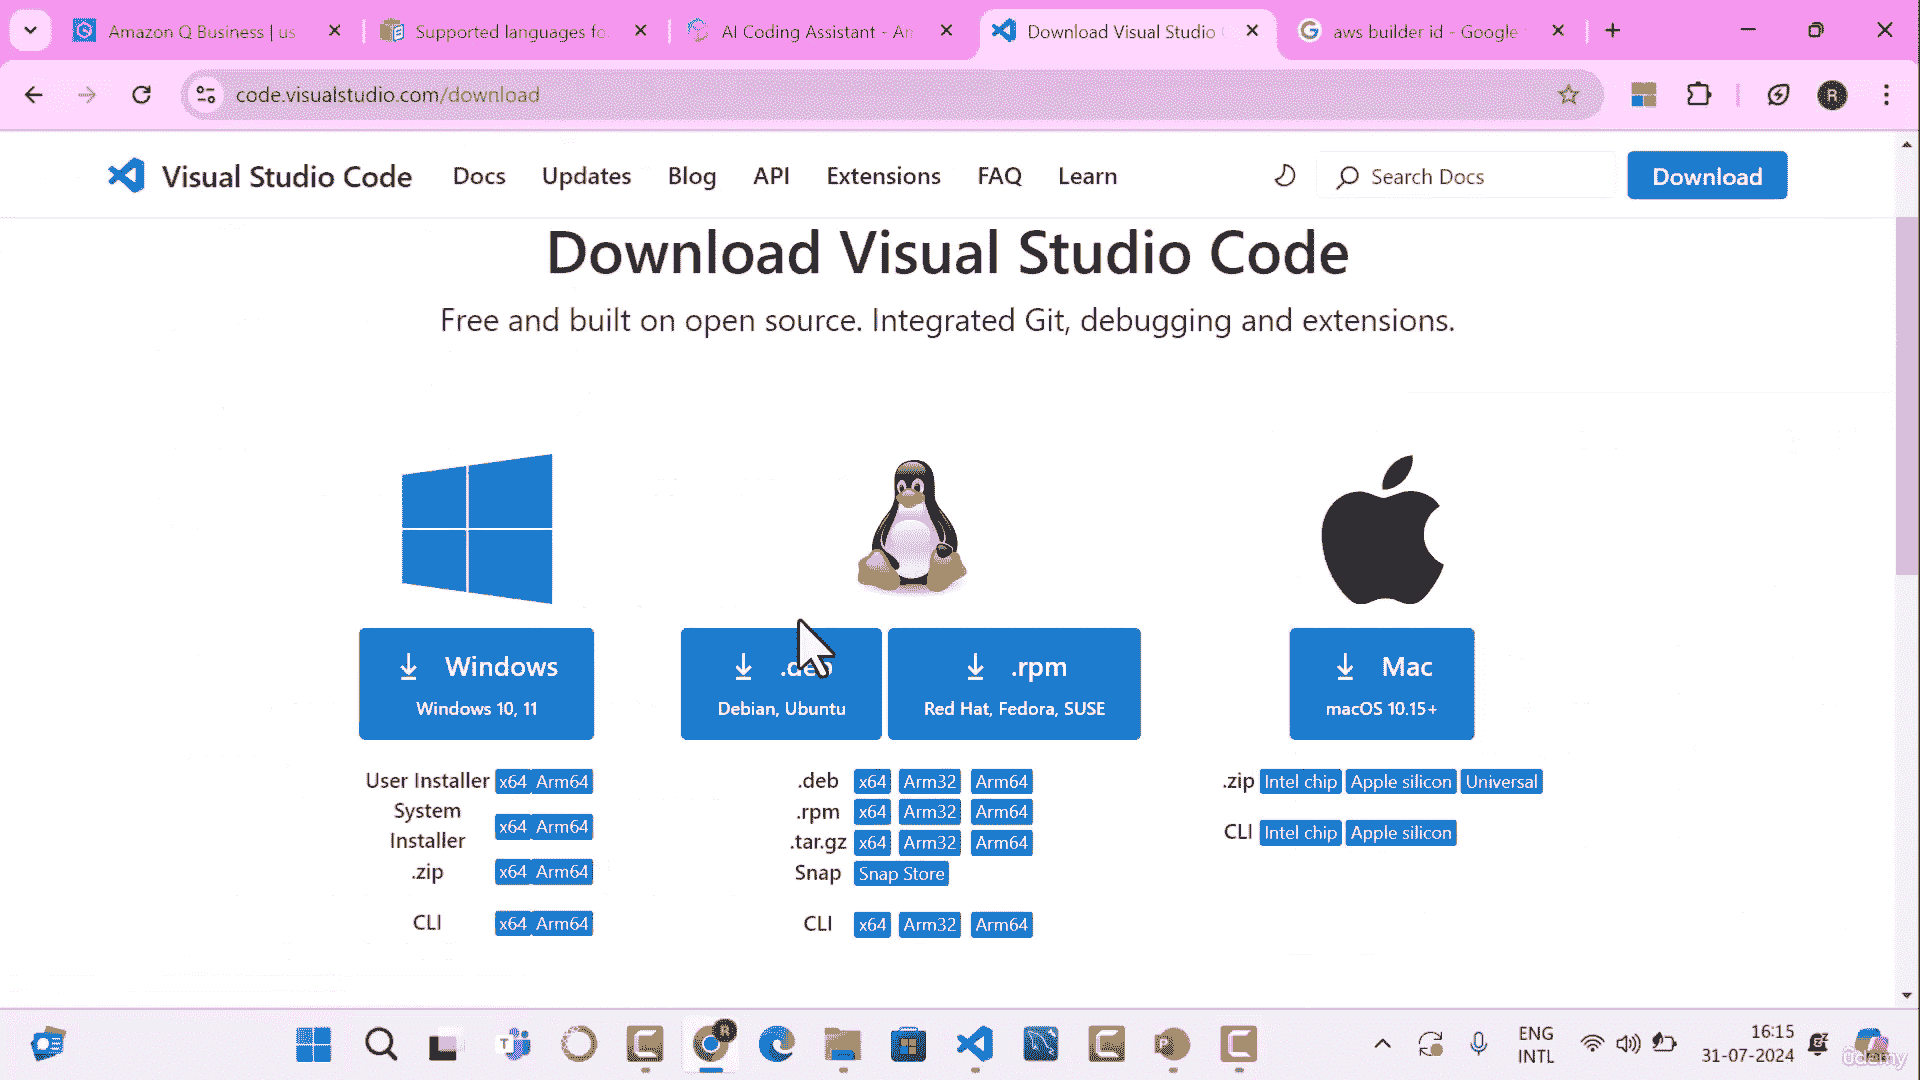 Amazon Q Business | us
Supported languages fo
AI Coding Assistant - An
Download Visual Studio
aws builder id - Google
code.visualstudio.com/download
R
Visual Studio Code
Docs
Updates
Blog
API
Extensions
FAQ
Learn
Search Docs
Download
Download Visual Studio Code
Free and built on open source. Integrated Git, debugging and extensions.
Windows
Windows 10, 11
.deb
Debian, Ubuntu
.rpm
Red Hat, Fedora, SUSE
Mac
macOS 10.15+
User Installer x64 Arm64
System
Installer
x64 Arm64
.zip x64 Arm64
CLI x64 Arm64
.deb x64 Arm32 Arm64
.rpm x64 Arm32 Arm64
.tar.gz x64 Arm32 Arm64
Snap Snap Store
CLI x64 Arm32 Arm64
.zip Intel chip Apple silicon Universal
CLI Intel chip Apple silicon
ENG
INTL
16:15
31-07-2024
udemy